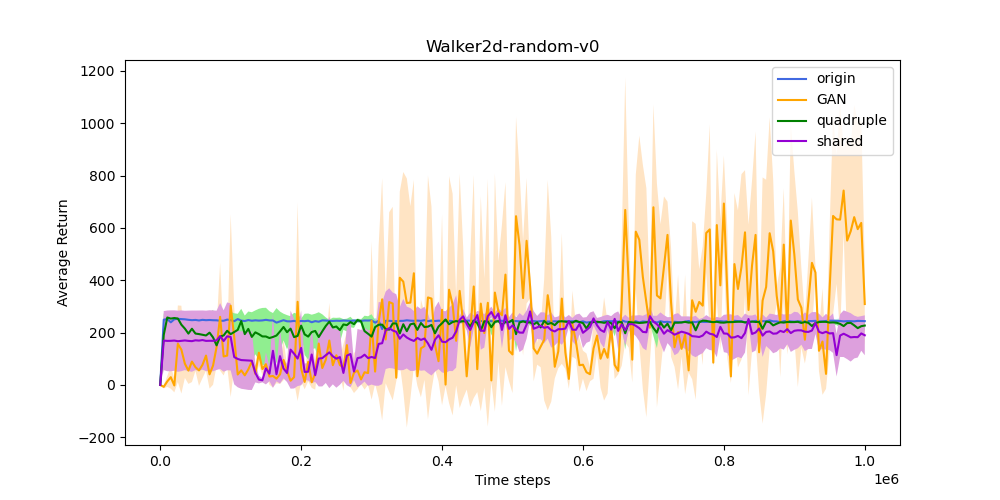 Walker2d-random-v0
1200
1000
800
600
400
200
0
−200
Average Return
origin
GAN
quadruple
shared
0.0
0.2
0.4
0.6
0.8
1.0
1e6
Time steps